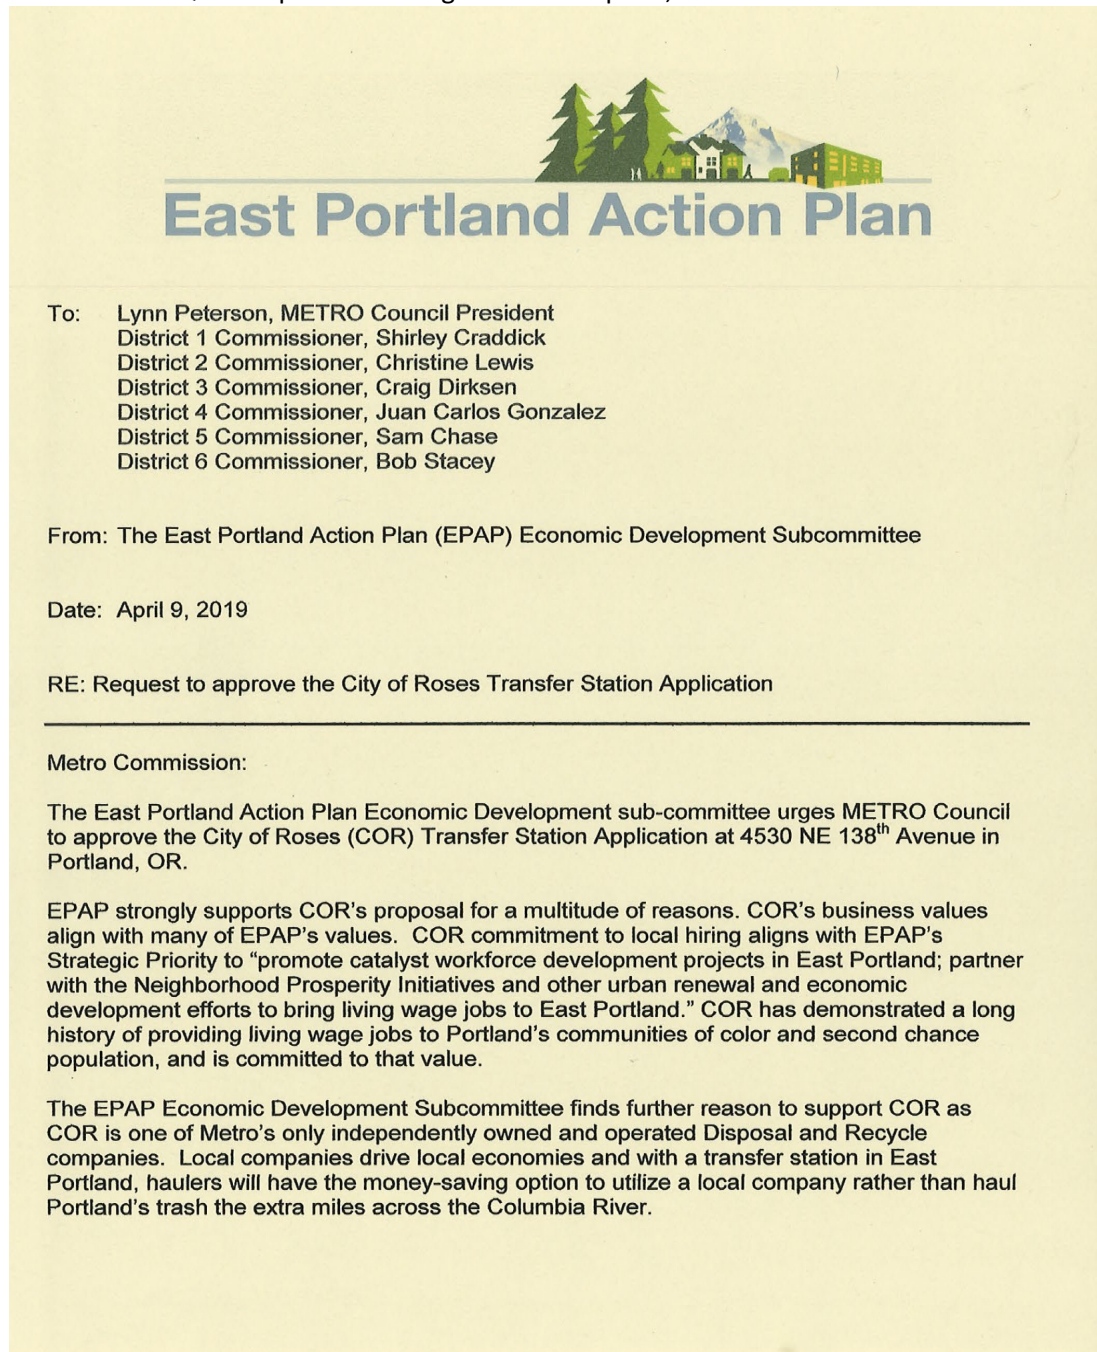 East Portland Action Plan
To: Lynn Peterson, METRO Council President
District 1 Commissioner, Shirley Craddick
District 2 Commissioner, Christine Lewis
District 3 Commissioner, Craig Dirksen
District 4 Commissioner, Juan Carlos Gonzalez
District 5 Commissioner, Sam Chase
District 6 Commissioner, Bob Stacey
From: The East Portland Action Plan (EPAP) Economic Development Subcommittee
Date: April 9, 2019
RE: Request to approve the City of Roses Transfer Station Application
Metro Commission:
The East Portland Action Plan Economic Development sub-committee urges METRO Council
to approve the City of Roses (COR) Transfer Station Application at 4530 NE 138th Avenue in
Portland, OR.
EPAP strongly supports COR's proposal for a multitude of reasons. COR's business values
align with many of EPAP's values. COR commitment to local hiring aligns with EPAP's
Strategic Priority to “promote catalyst workforce development projects in East Portland; partner
with the Neighborhood Prosperity Initiatives and other urban renewal and economic
development efforts to bring living wage jobs to East Portland.” COR has demonstrated a long
history of providing living wage jobs to Portland's communities of color and second chance
population, and is committed to that value.
The EPAP Economic Development Subcommittee finds further reason to support COR as
COR is one of Metro's only independently owned and operated Disposal and Recycle
companies. Local companies drive local economies and with a transfer station in East
Portland, haulers will have the money-saving option to utilize a local company rather than haul
Portland's trash the extra miles across the Columbia River.